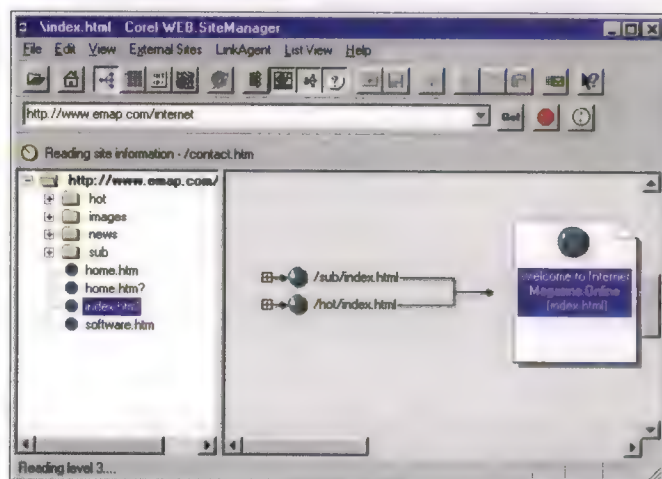 \index.html Corel WEB.SiteManager
File Edit View External Sites LinkAgent List View Help
http://www.emap.com/internet
Go!
Reading site information - /contact.htm
http://www.emap.com/
hot
images
news
sub
home.htm
home.htm?
index.html
software.htm
/sub/index.html
/hot/index.html
Welcome to Internet
Magazine Online
[index.html]
Reading level 3....